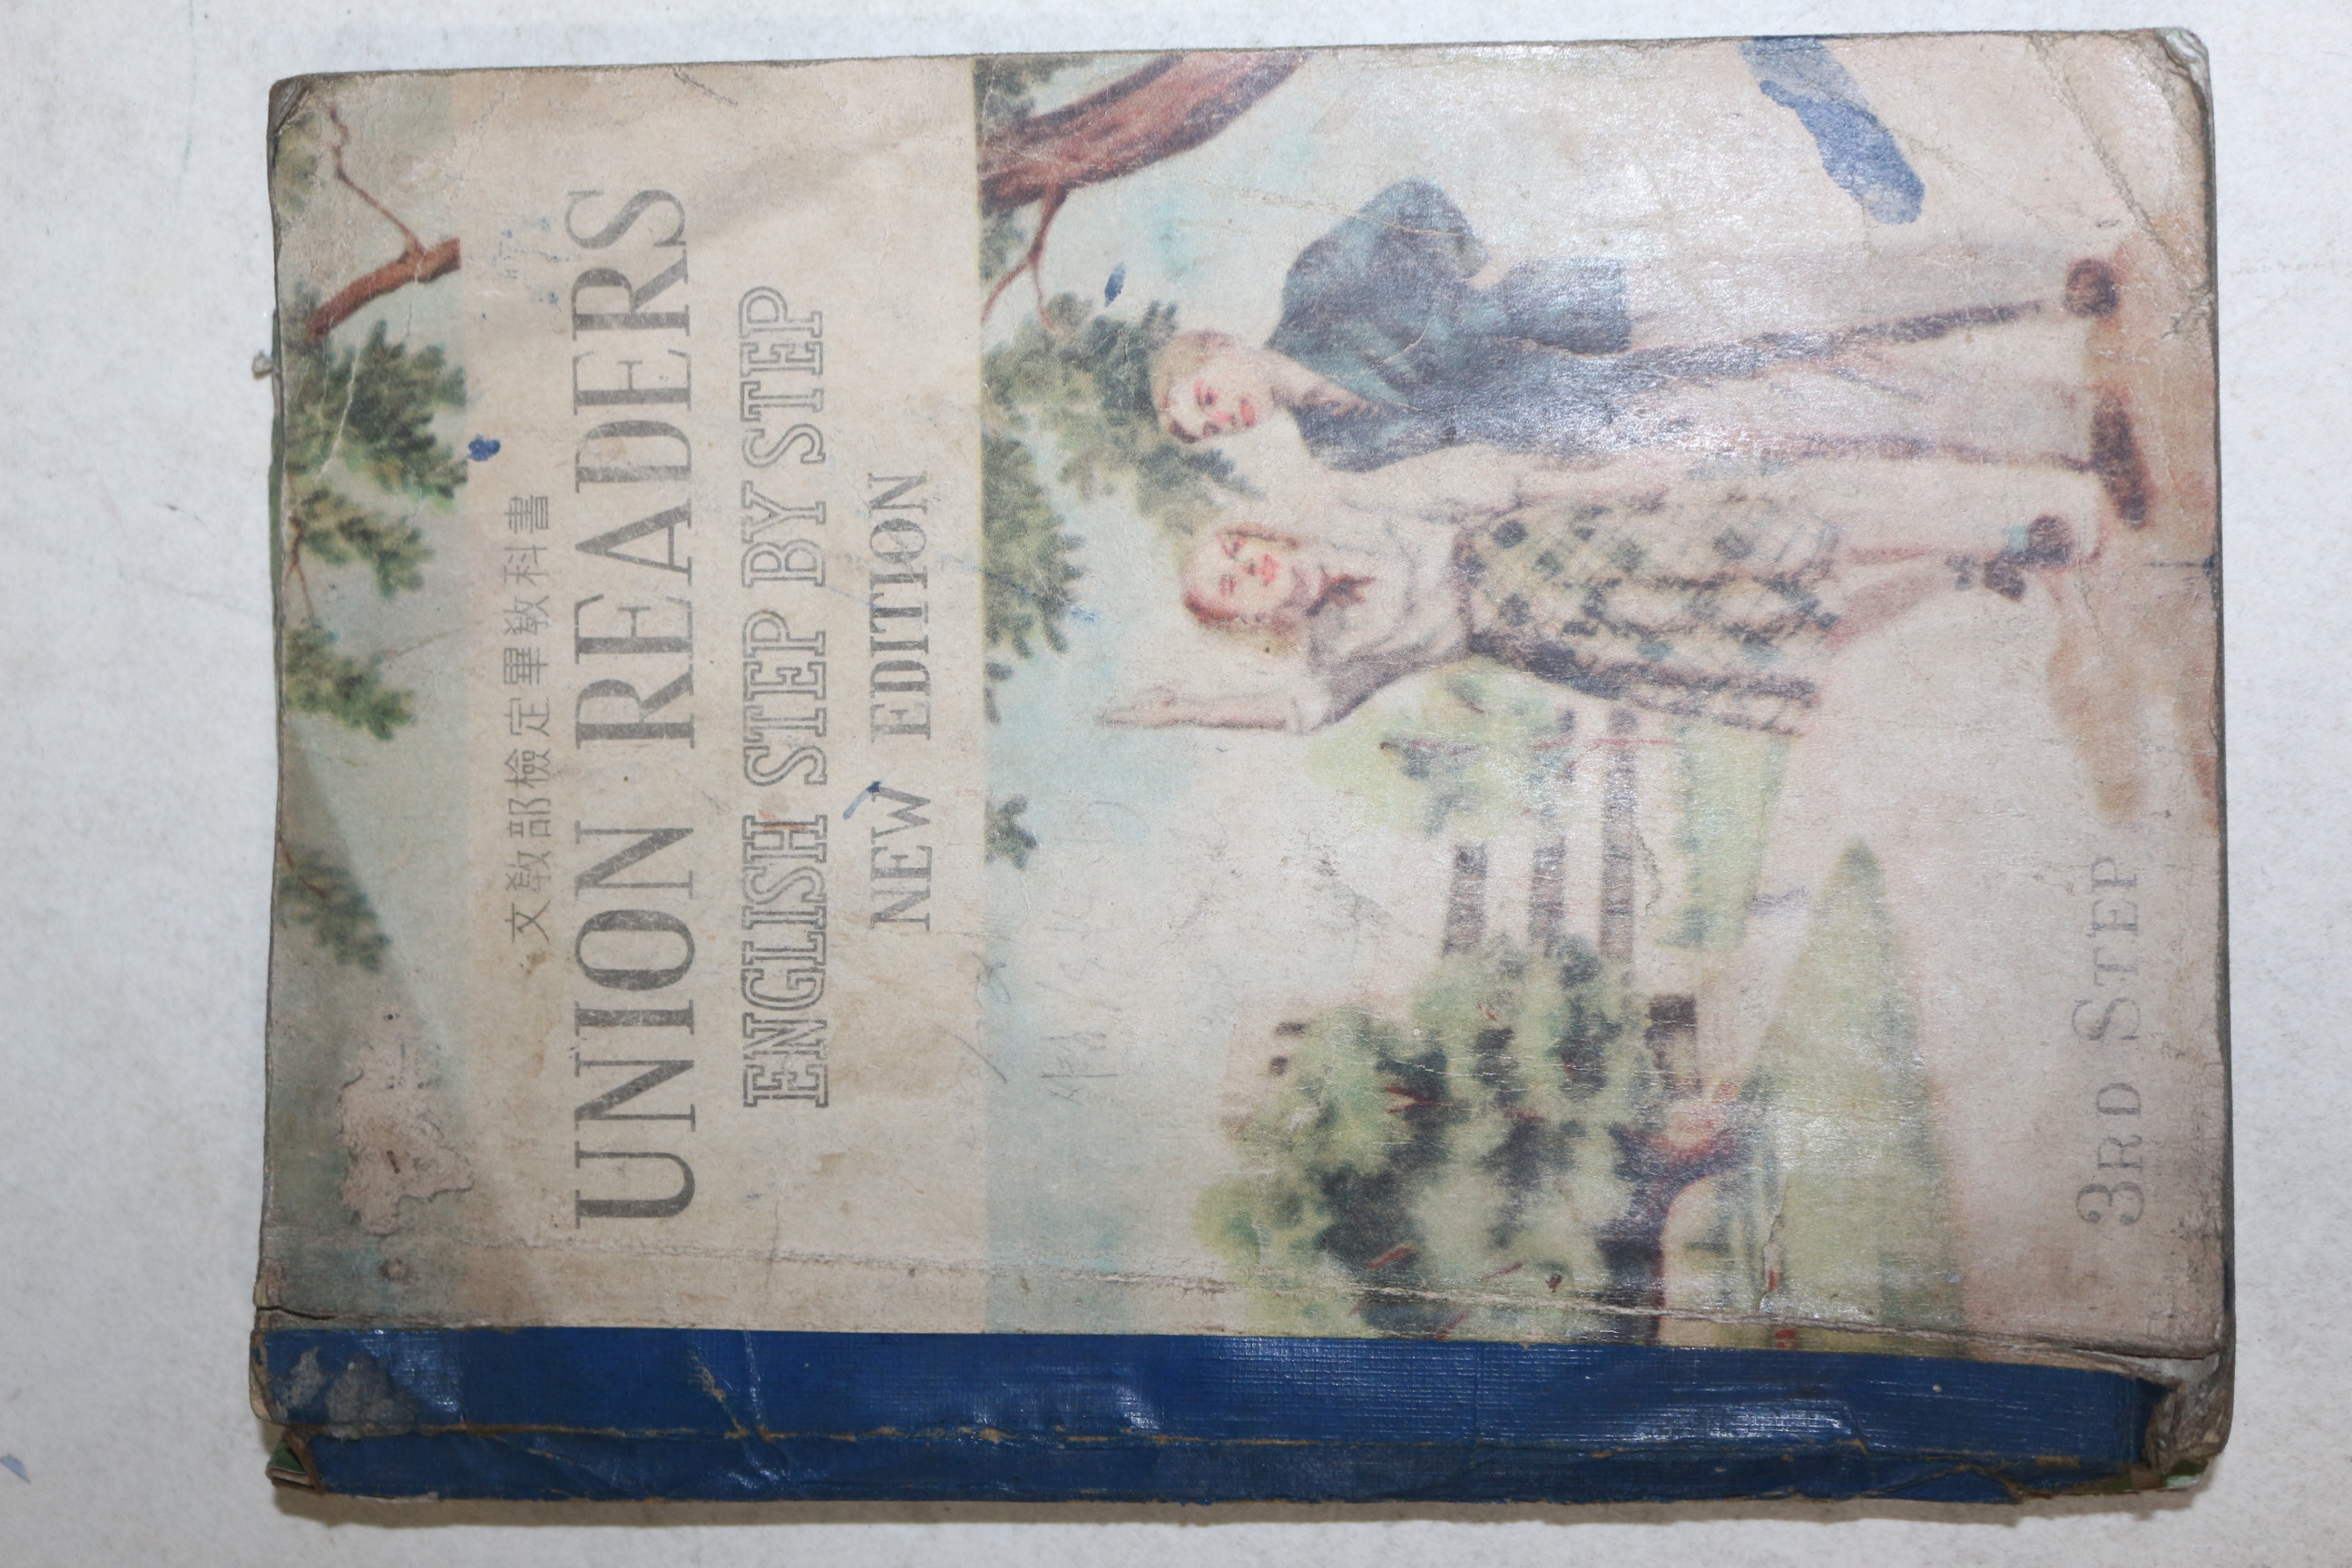 文敎部檢定畢敎科書
UNION READERS
ENGLISH STEP BY STEP
NEW EDITION
3RD STEP